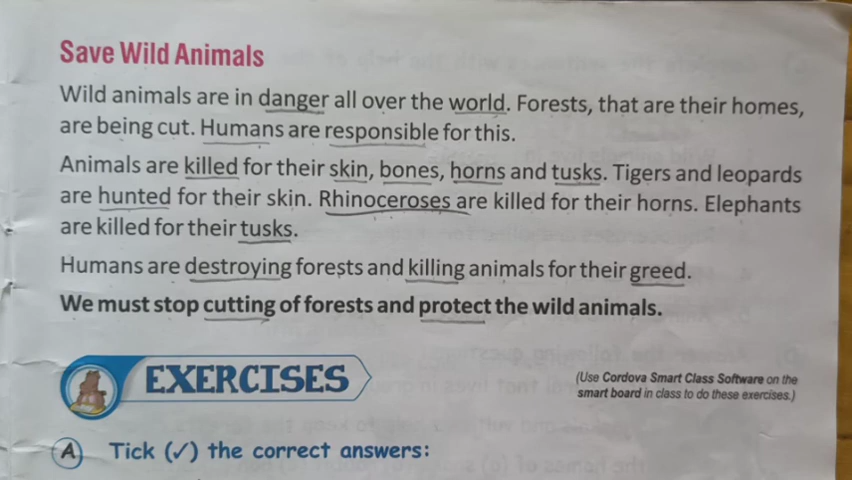 Save Wild Animals
Wild animals are in danger all over the world. Forests, that are their homes,
are being cut. Humans are responsible for this.
Animals are killed for their skin, bones, horns and tusks. Tigers and leopards
are hunted for their skin. Rhinoceroses are killed for their horns. Elephants
are killed for their tusks.
Humans are destroying forests and killing animals for their greed.
We must stop cutting of forests and protect the wild animals.
EXERCISES
(Use Cordova Smart Class Software on the
smart board in class to do these exercises.)
A Tick (✓) the correct answers: